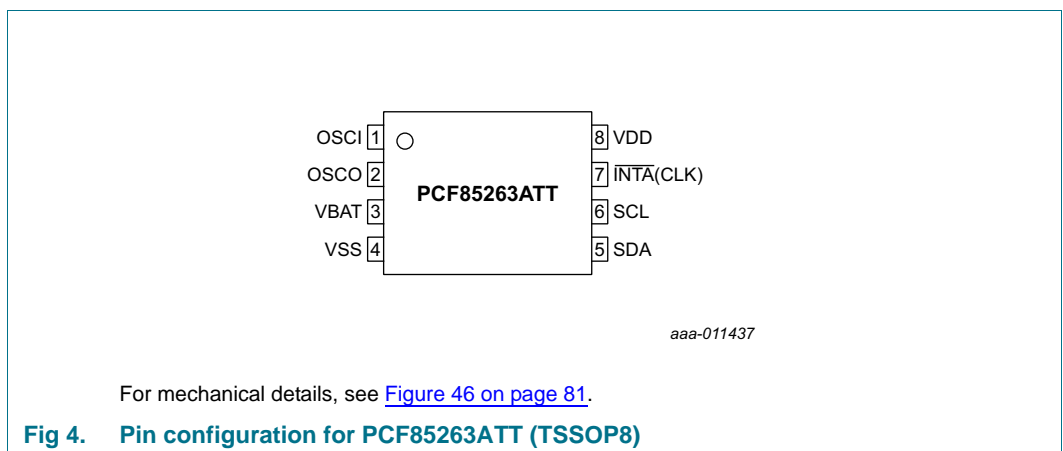 OSCI 1 8 VDD
OSCO 2 7 INTA(CLK)
PCF85263ATT
VBAT 3 6 SCL
VSS 4 5 SDA
aaa-011437
For mechanical details, see Figure 46 on page 81.
Fig 4. Pin configuration for PCF85263ATT (TSSOP8)